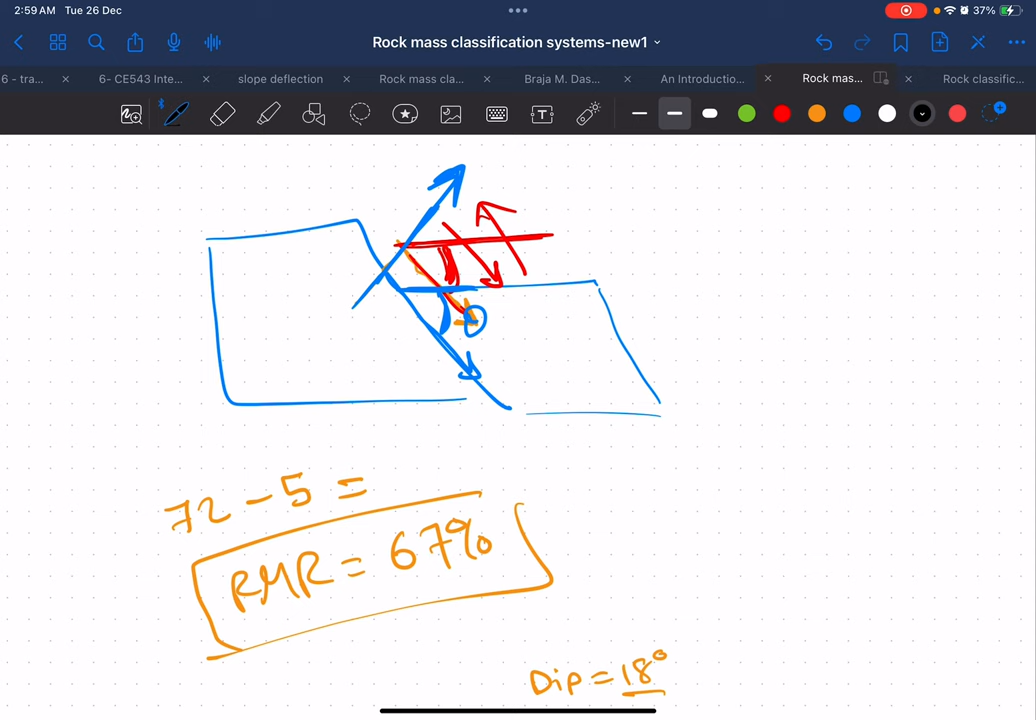 2:59 AM Tue 26 Dec
37%
Rock mass classification systems-new1
6 - tra...
6- CE543 Inte...
slope deflection
Rock mass cla...
Braja M. Das...
An Introductio...
Rock mas...
Rock classific...
72 - 5 =
RMR = 67%
Dip = 18°